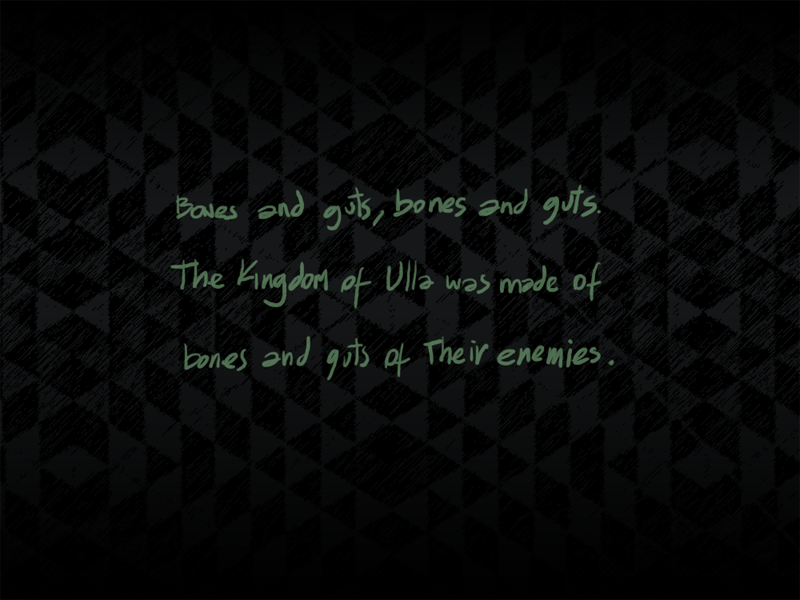 Bones and guts, bones and guts.
The Kingdom of Ulla was made of
bones and guts of Their enemies.